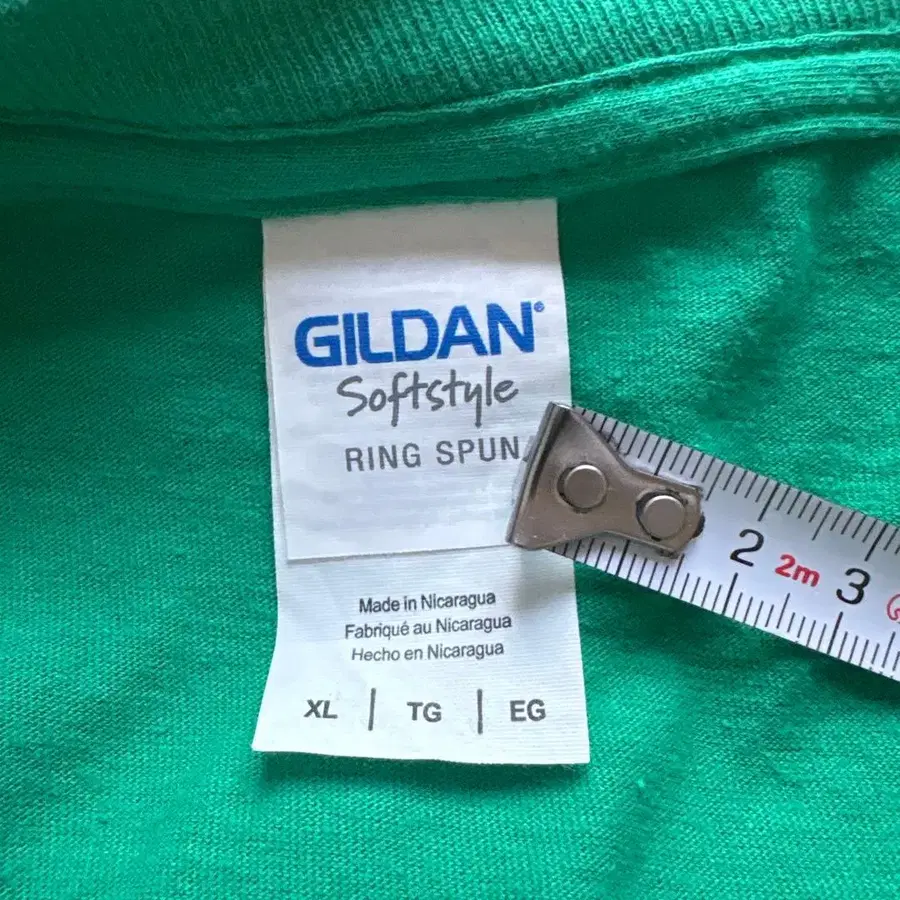 GILDAN®
Softstyle
RING SPUN
Made in Nicaragua
Fabriqué au Nicaragua
Hecho en Nicaragua
XL | TG | EG
2 2m 3